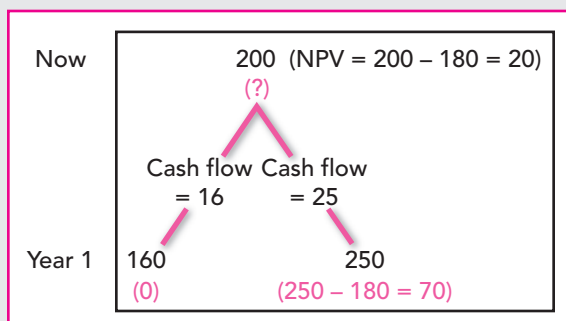 Now 200 (NPV = 200 – 180 = 20)
(?)
Cash flow Cash flow
= 16 = 25
Year 1 160 250
(0) (250 – 180 = 70)